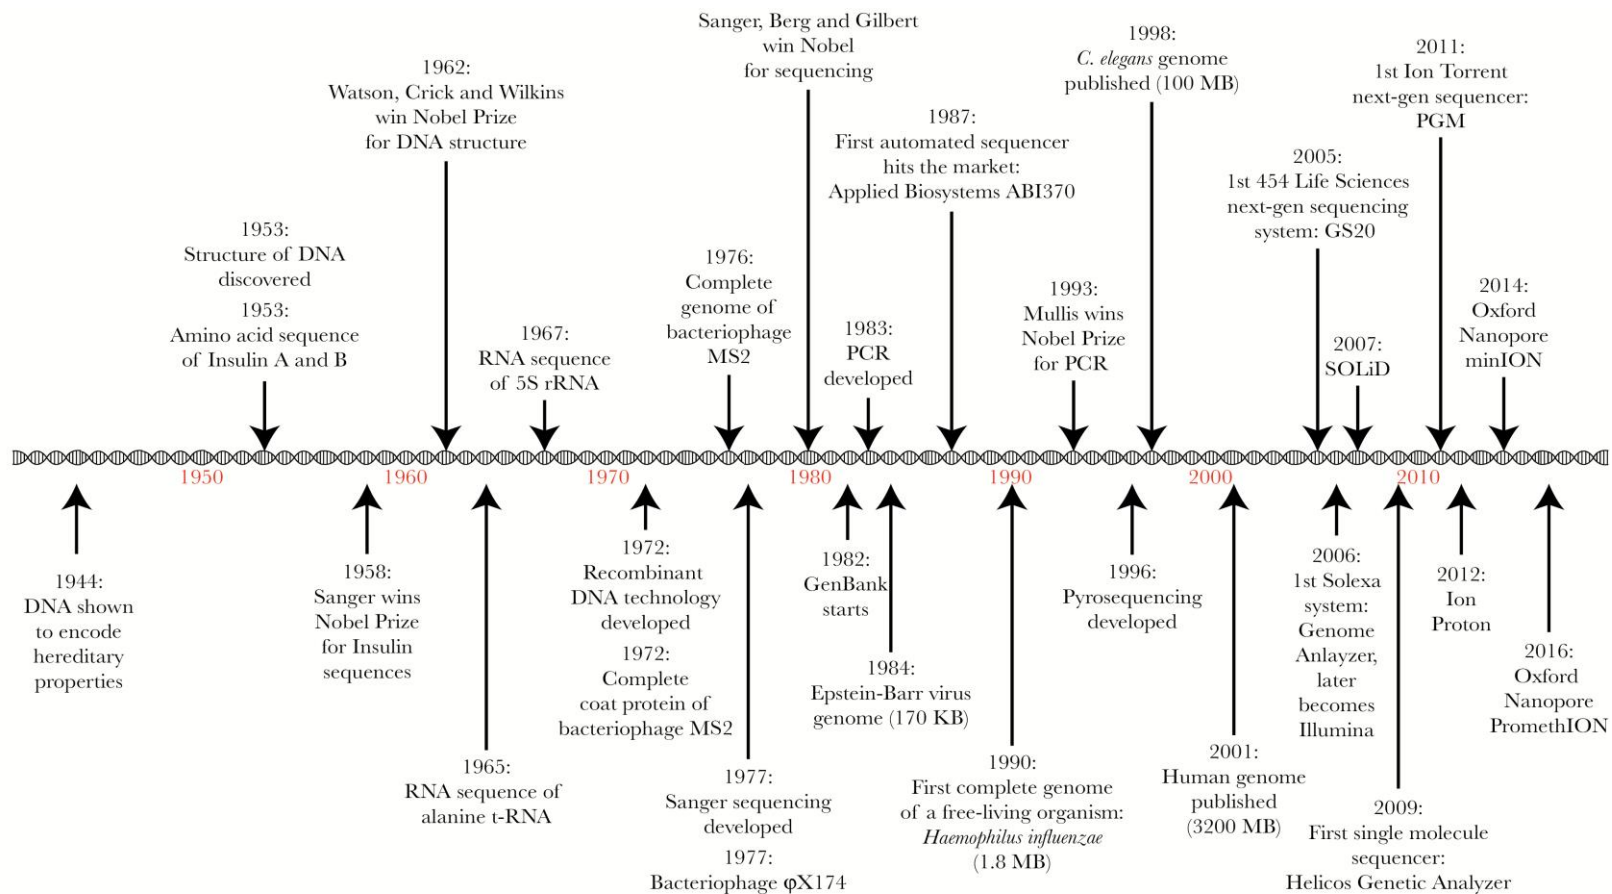 Sanger, Berg and Gilbert
win Nobel
for sequencing
1962:
Watson, Crick and Wilkins
win Nobel Prize
for DNA structure
1998:
C. elegans genome
published (100 MB)
2011:
1st Ion Torrent
next-gen sequencer:
PGM
1987:
First automated sequencer
hits the market:
Applied Biosystems ABI370
2005:
1st 454 Life Sciences
next-gen sequencing
system: GS20
1953:
Structure of DNA
discovered
1953:
Amino acid sequence
of Insulin A and B
1967:
RNA sequence
of 5S rRNA
1976:
Complete
genome of
bacteriophage
MS2
1983:
PCR
developed
1993:
Mullis wins
Nobel Prize
for PCR
2007:
SOLiD
2014:
Oxford
Nanopore
minION
1950
1960
1970
1980
1990
2000
2010
1944:
DNA shown
to encode
hereditary
properties
1958:
Sanger wins
Nobel Prize
for Insulin
sequences
1965:
RNA sequence of
alanine t-RNA
1972:
Recombinant
DNA technology
developed
1972:
Complete
coat protein of
bacteriophage MS2
1977:
Sanger sequencing
developed
1977:
Bacteriophage φX174
1982:
GenBank
starts
1984:
Epstein-Barr virus
genome (170 KB)
1990:
First complete genome
of a free-living organism:
Haemophilus influenzae
(1.8 MB)
1996:
Pyrosequencing
developed
2001:
Human genome
published
(3200 MB)
2006:
1st Solexa
system:
Genome
Anlayzer,
later
becomes
Illumina
2009:
First single molecule
sequencer:
Helicos Genetic Analyzer
2012:
Ion
Proton
2016:
Oxford
Nanopore
PromethION